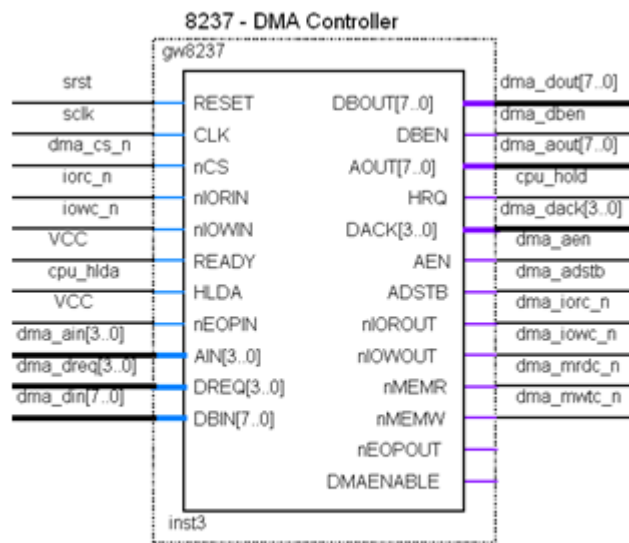 8237 - DMA Controller
gw8237
srst
RESET
DBOUT[7..0]
dma_dout[7..0]
sclk
CLK
DBEN
dma_dben
dma_cs_n
nCS
AOUT[7..0]
dma_aout[7..0]
iorc_n
nIORIN
HRQ
cpu_hold
iowc_n
nIOWIN
DACK[3..0]
dma_dack[3..0]
VCC
READY
AEN
dma_aen
cpu_hlda
HLDA
ADSTB
dma_adstb
VCC
nEOPIN
nIOROUT
dma_iorc_n
dma_ain[3..0]
AIN[3..0]
nIOWOUT
dma_iowc_n
dma_dreq[3..0]
DREQ[3..0]
nMEMR
dma_mrdc_n
dma_din[7..0]
DBIN[7..0]
nMEMW
dma_mwtc_n
nEOPOUT
DMAENABLE
inst3